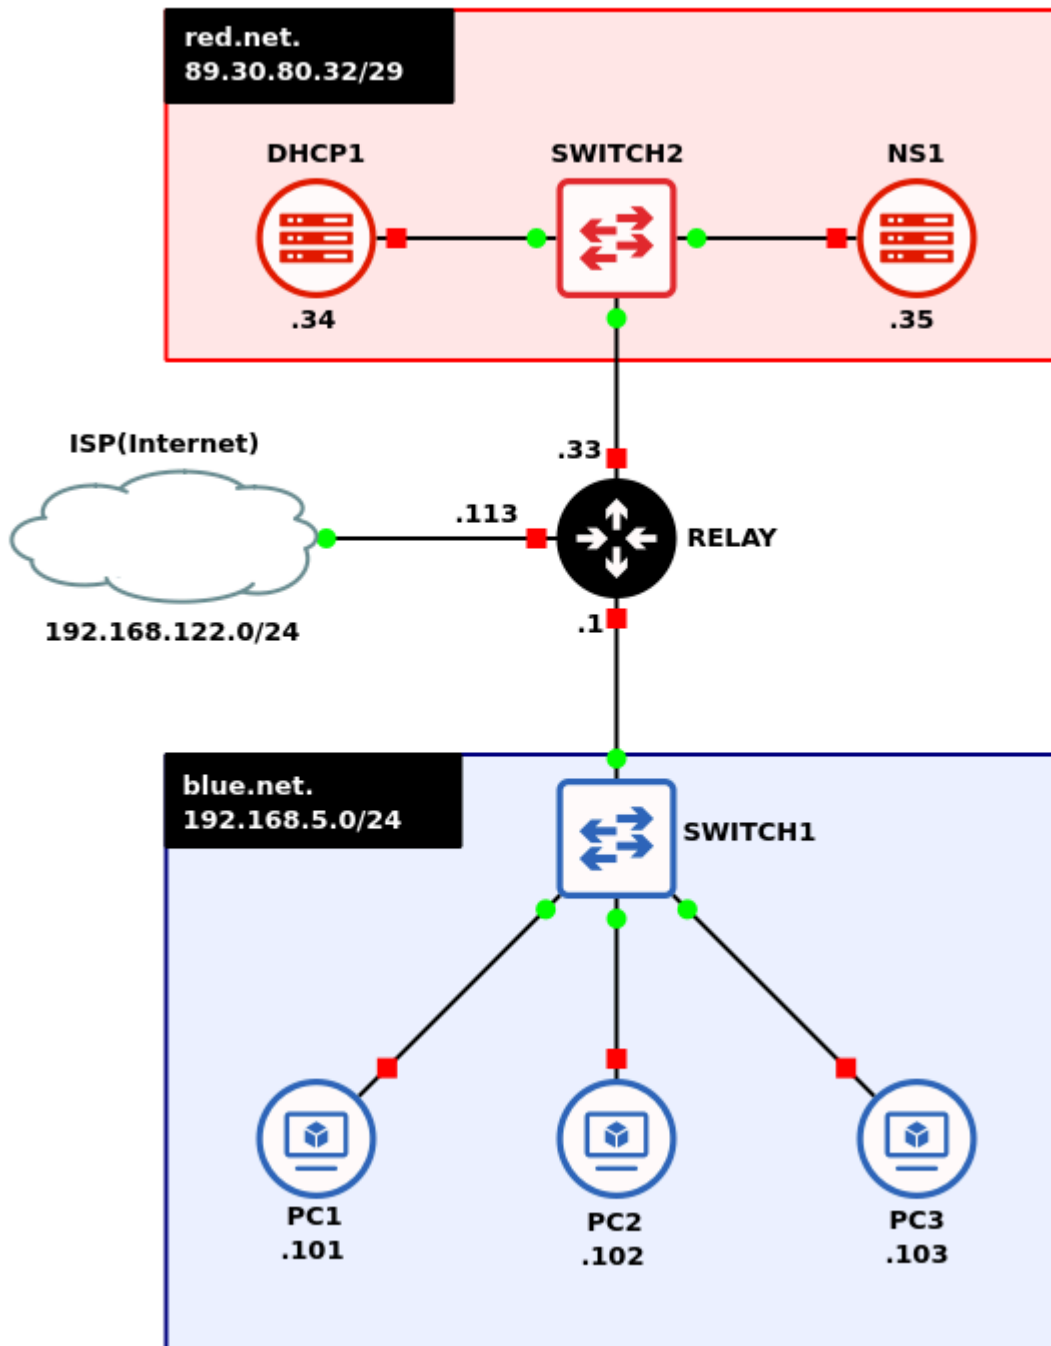 red.net.
89.30.80.32/29
DHCP1
SWITCH2
NS1
.34
.35
ISP(Internet)
.33
.113
RELAY
192.168.122.0/24
.1
blue.net.
192.168.5.0/24
SWITCH1
PC1
.101
PC2
.102
PC3
.103